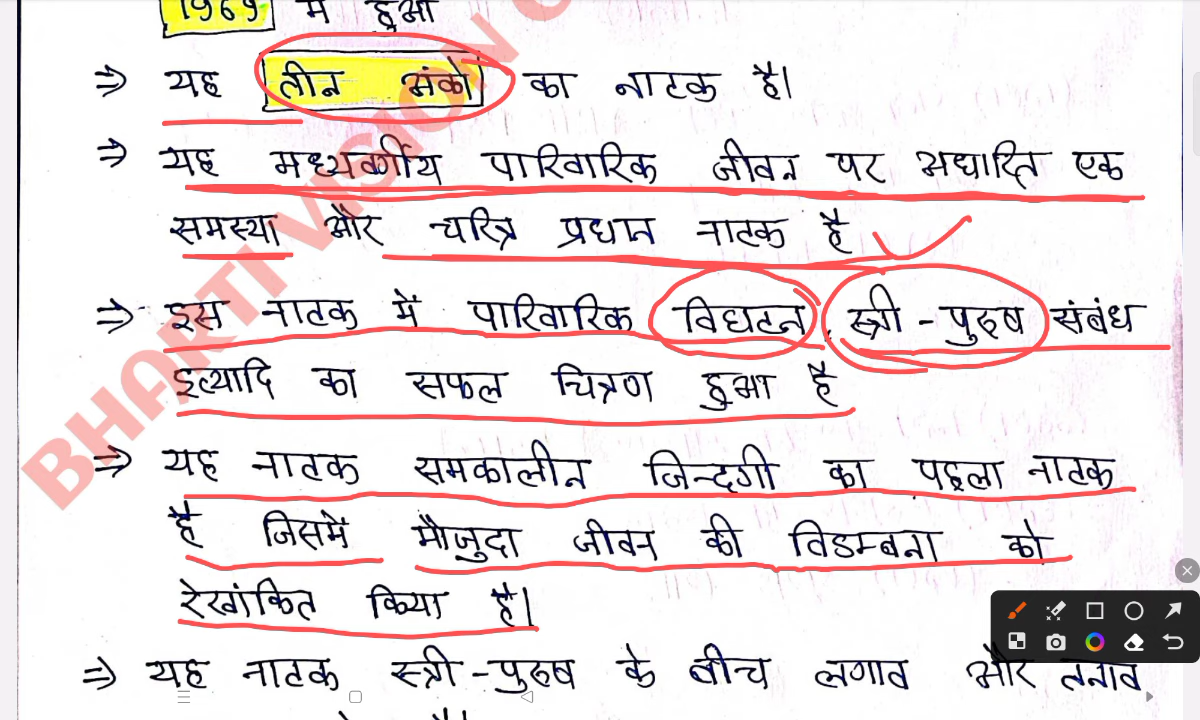 1969 में हुआ
⇒ यह तीन अंको का नाटक है।
⇒ यह मध्यवर्गीय पारिवारिक जीवन पर अधारित एक
समस्या और चरित्र प्रधान नाटक है
⇒ इस नाटक में पारिवारिक विघटन, स्त्री-पुरुष संबंध
इत्यादि का सफल चित्रण हुआ है
⇒ यह नाटक समकालीन जिन्दगी का पहला नाटक
है जिसमें मौजुदा जीवन की विडम्बना को
रेखांकित किया है।
⇒ यह नाटक स्त्री-पुरुष के बीच लगाव और तनाव
BHARTI VISION